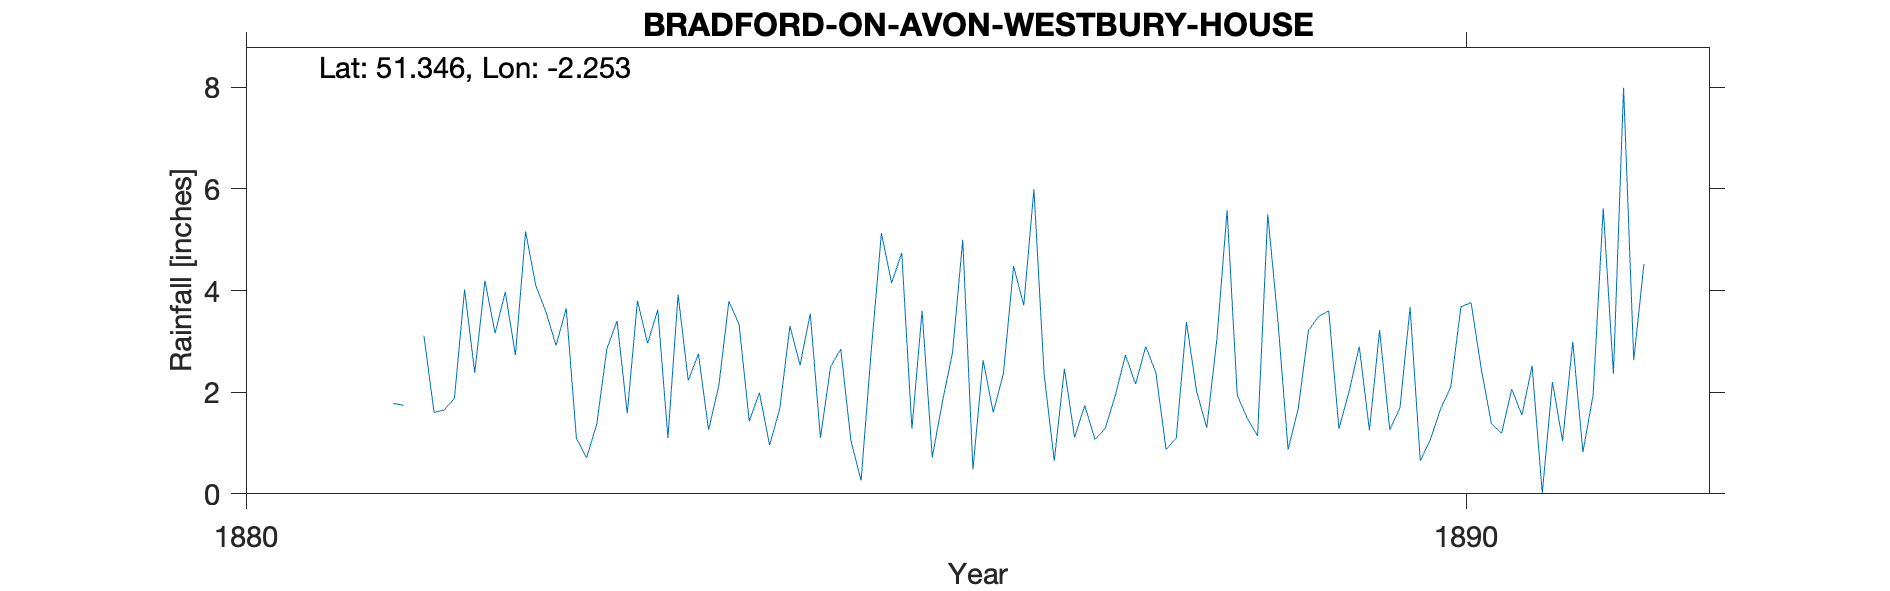 BRADFORD-ON-AVON-WESTBURY-HOUSE
Lat: 51.346, Lon: -2.253
8
6
4
2
0
Rainfall [inches]
1880
1890
Year